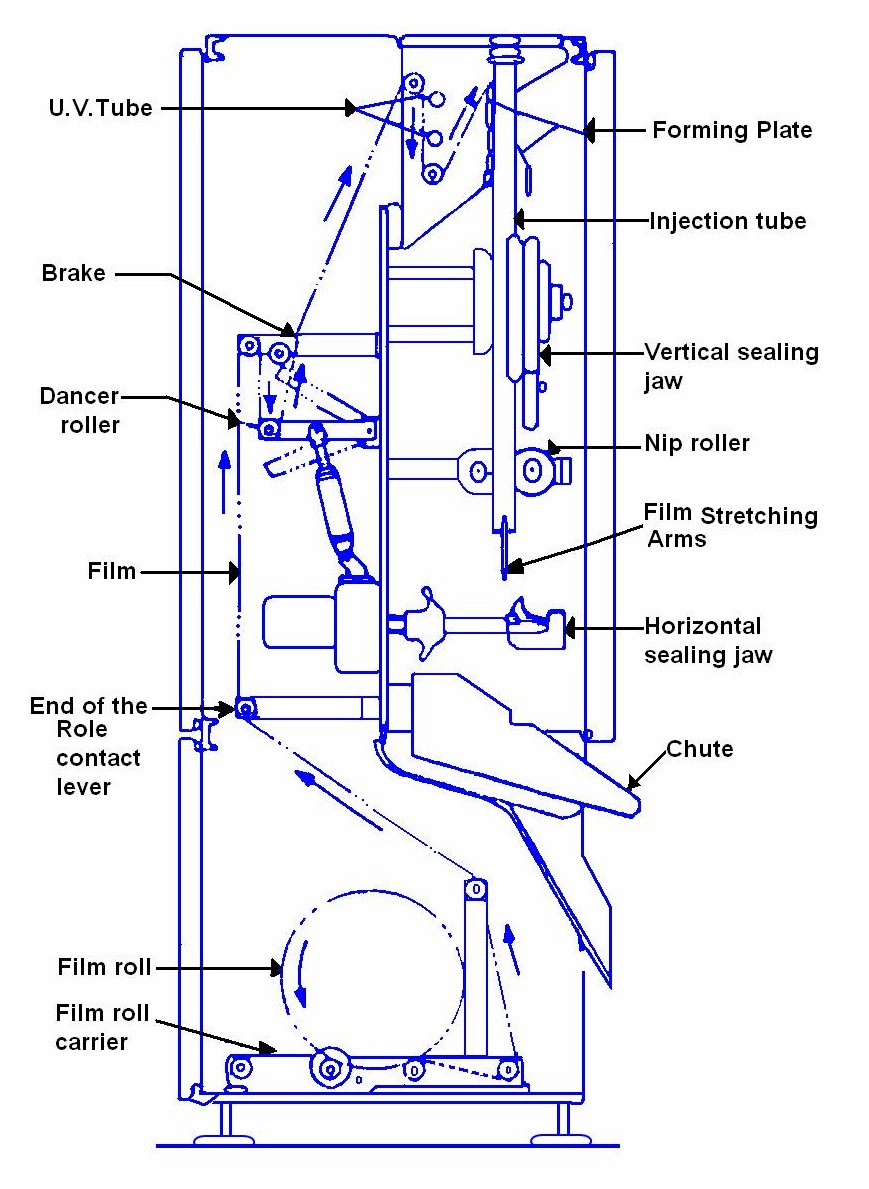 U.V.Tube
Forming Plate
Injection tube
Brake
Vertical sealing
jaw
Dancer
roller
Nip roller
Film Stretching
Arms
Film
Horizontal
sealing jaw
End of the
Role
contact
lever
Chute
Film roll
Film roll
carrier